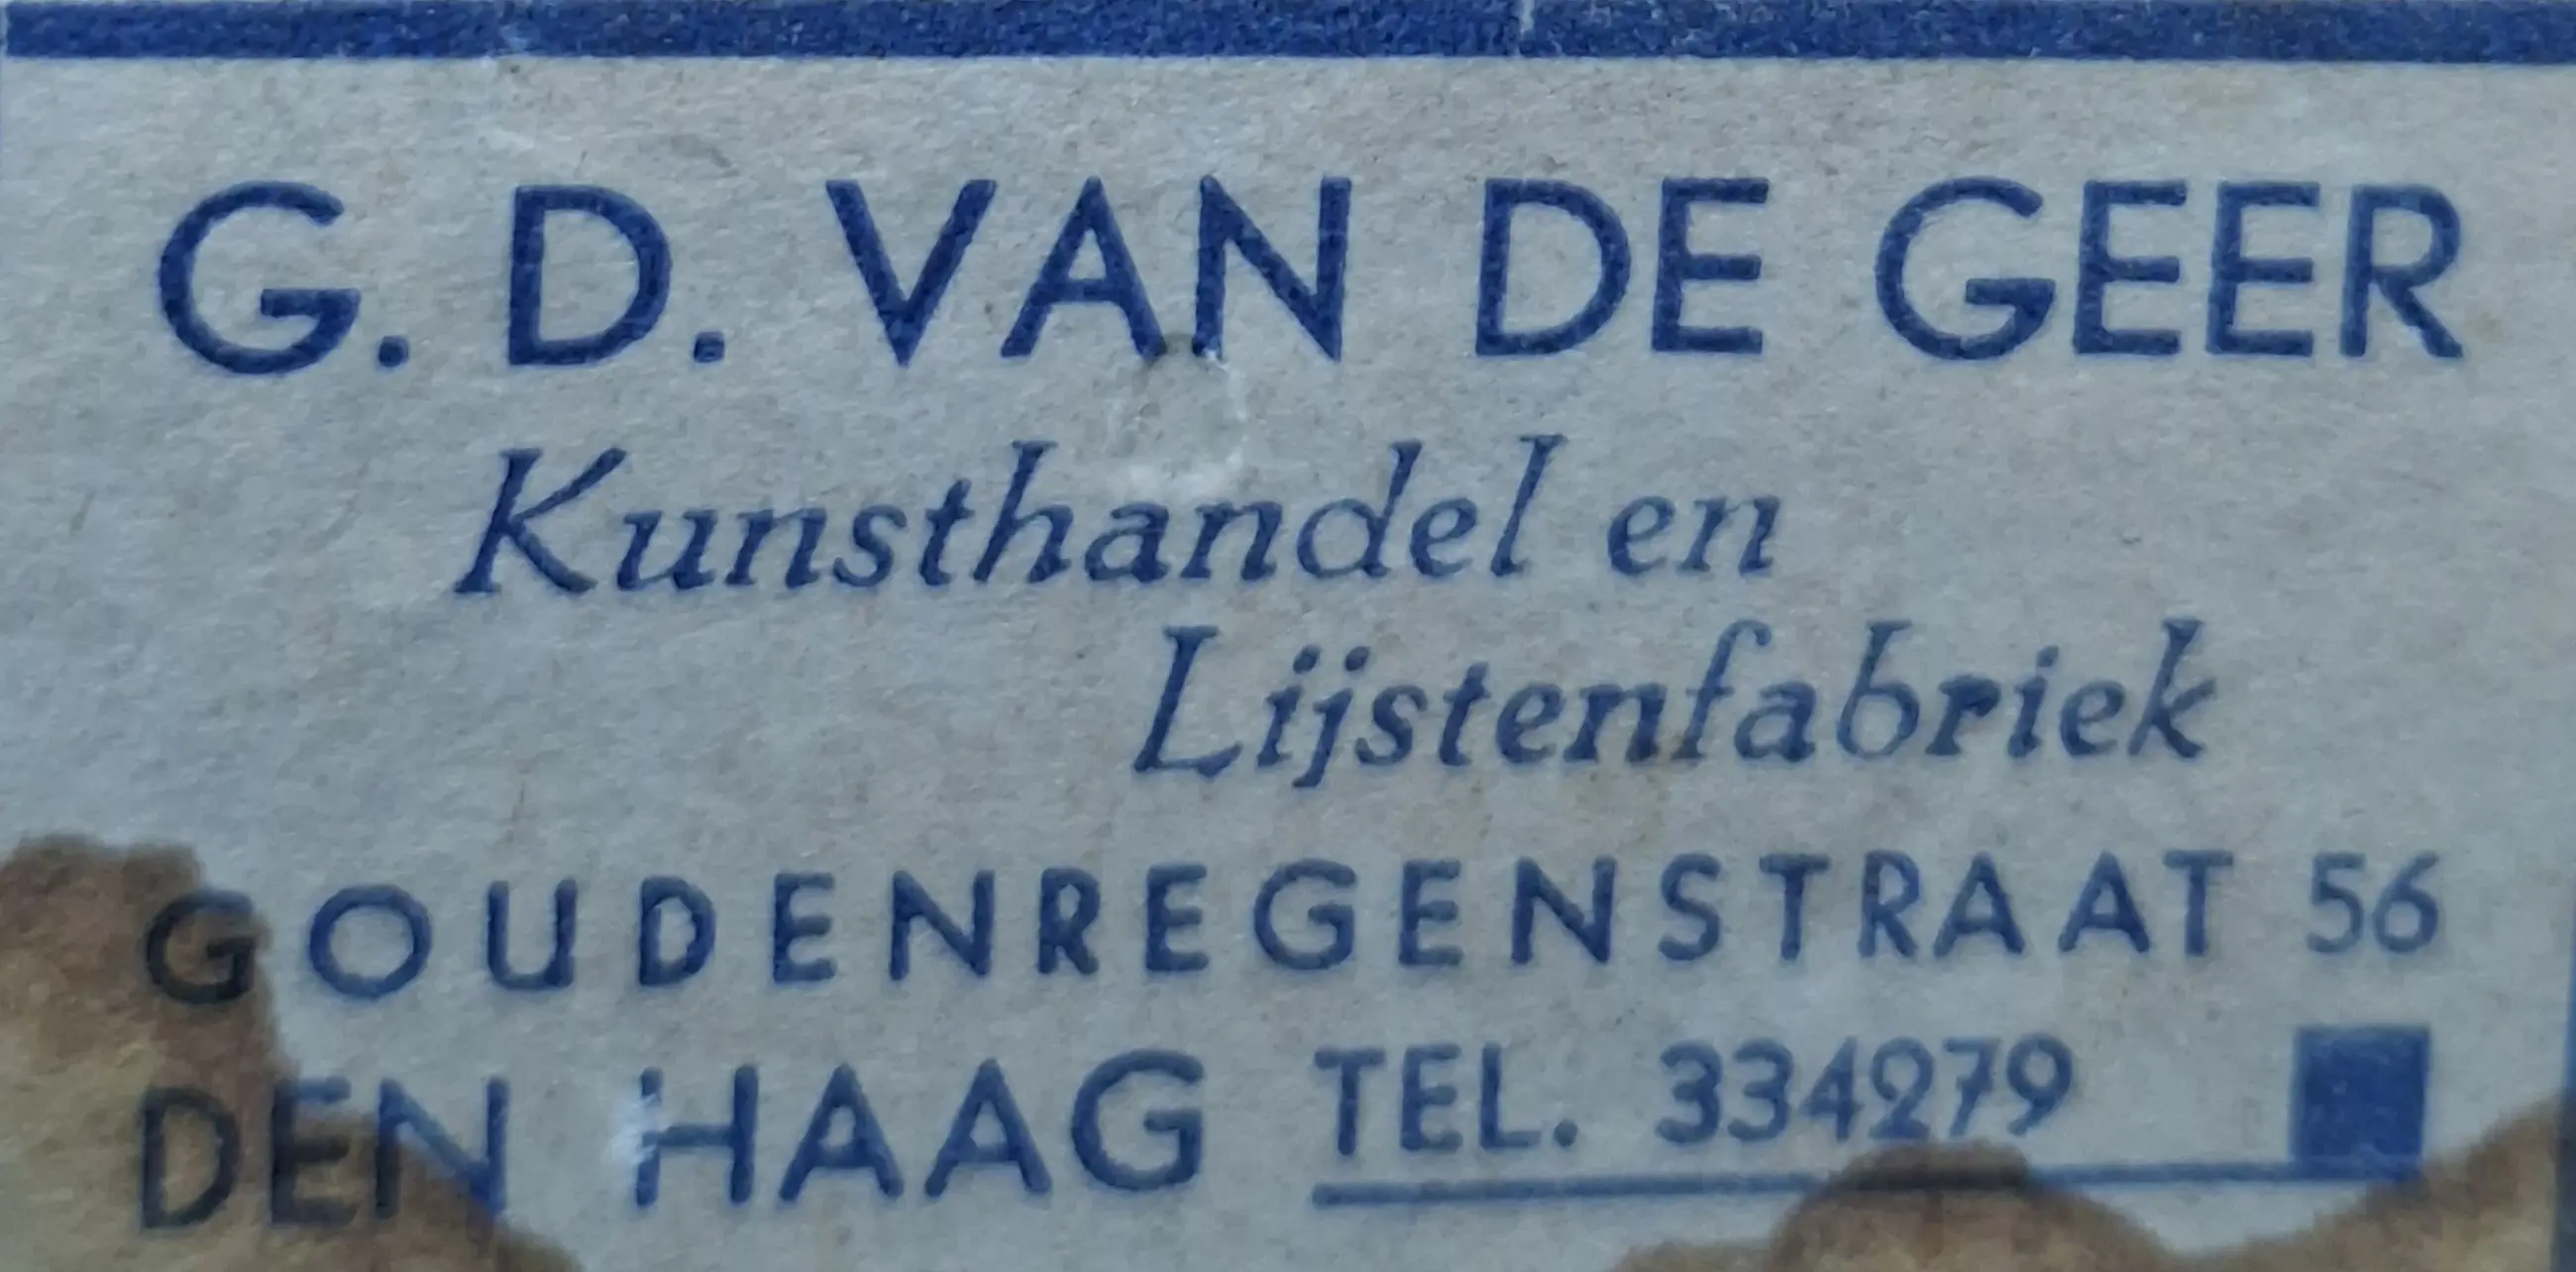 G. D. VAN DE GEER
Kunsthandel en
Lijstenfabriek
GOUDENREGENSTRAAT 56
DEN HAAG TEL. 334279